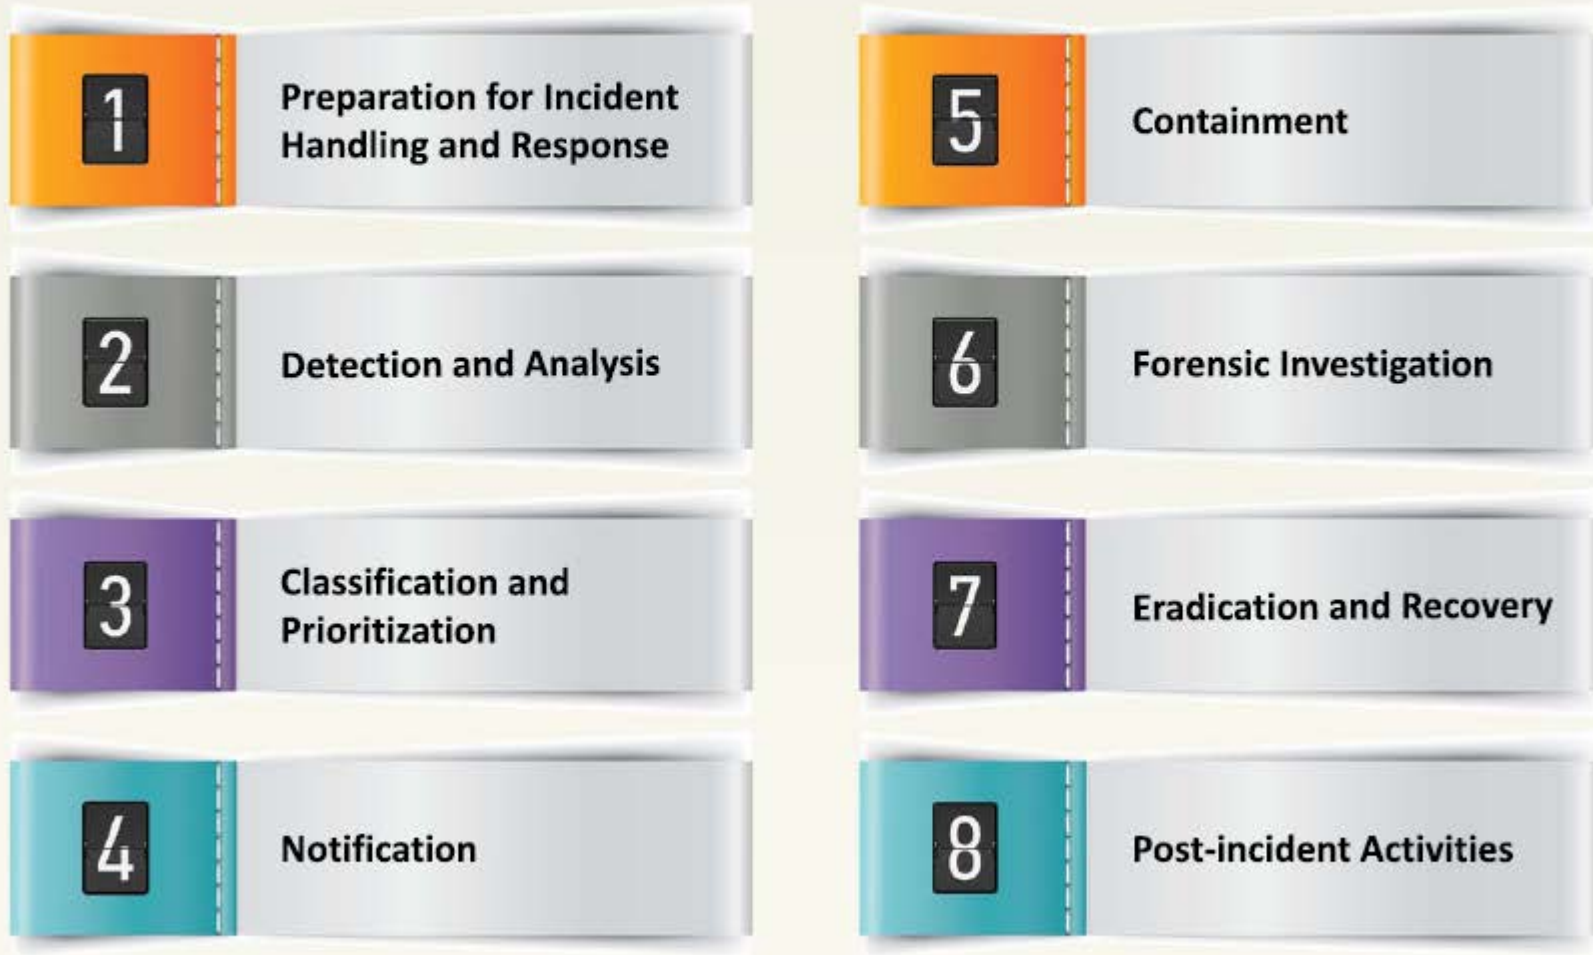 1
Preparation for Incident
Handling and Response
2
Detection and Analysis
3
Classification and
Prioritization
4
Notification
5
Containment
6
Forensic Investigation
7
Eradication and Recovery
8
Post-incident Activities